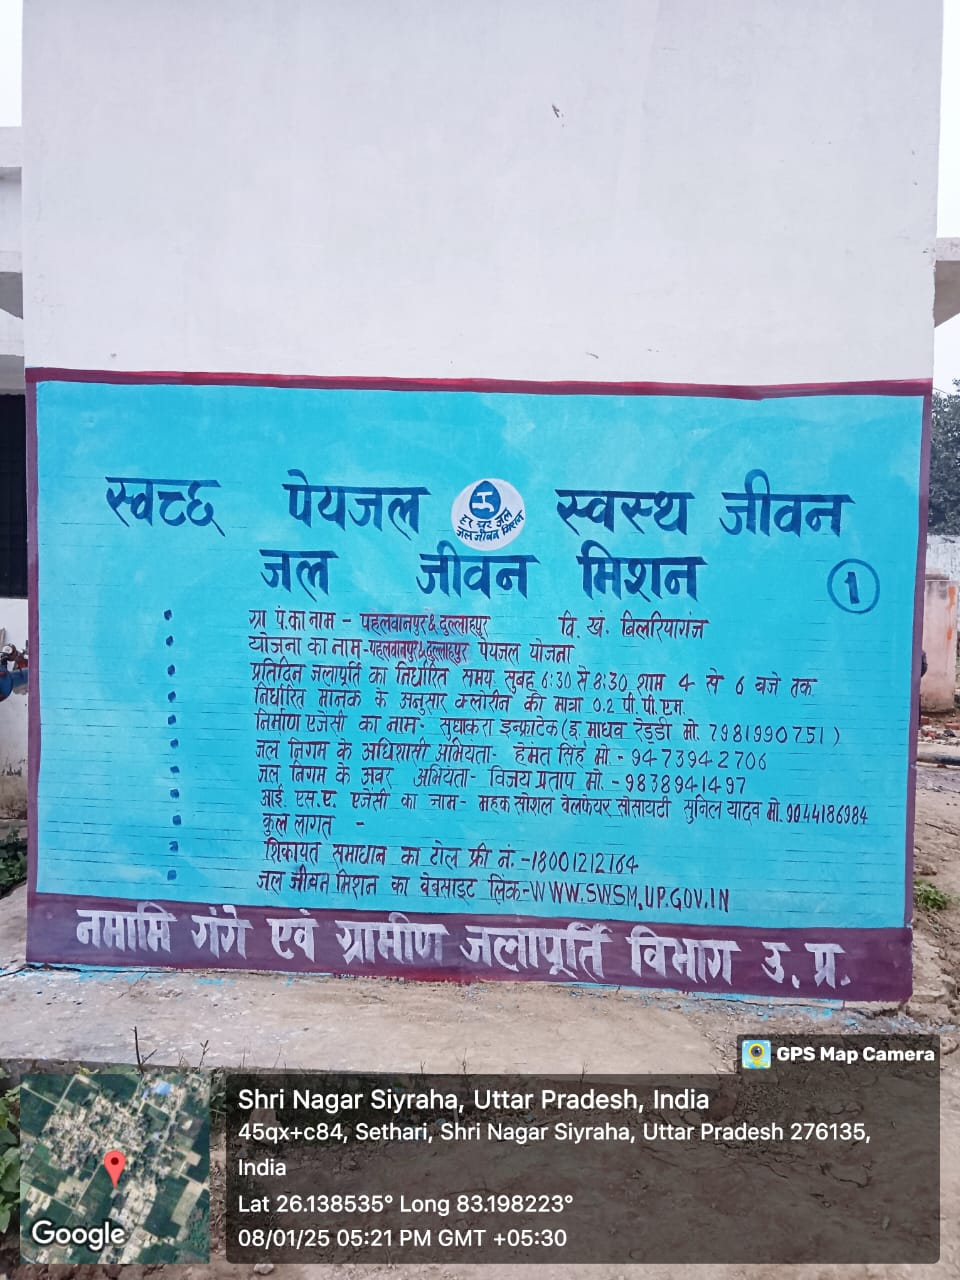 स्वच्छ पेयजल स्वस्थ जीवन
हर घर जल
जल जीवन मिशन
जल जीवन मिशन
1
ग्रा पं.का नाम - पहलवानपुर&दुल्लाहपुर वि. खं. बिलरियागंज
योजना का नाम-पहलवानपुर&दुल्लाहपुर पेयजल योजना
प्रतिदिन जलापूर्ति का निर्धारित समय. सुबह 6:30 से 8:30 शाम 4 से 6 बजे तक
निर्धारित मानक के अनुसार क्लोरीन की मात्रा 0.2 पी.पी.एम.
निर्माण एजेंसी का नाम- सुधाकरा इन्फ्राटेक (इ. माधव रेड्डी मो. 7981990751)
जल निगम के अधिशासी अभियंता- हेमंत सिंह मो.- 9473942706
जल निगम के अवर अभियंता- विजय प्रताप मो.-9838941497
आई. एस.ए. एजेंसी का नाम- महक सोशल वेलफेयर सोसायटी सुनिल यादव मो.9044186984
कुल लागत -
शिकायत समाधान का टोल फ्री नं.-18001212164
जल जीवन मिशन का वेबसाइट लिंक-WWW.SWSM.UP.GOV.IN
नमामि गंगे एवं ग्रामीण जलापूर्ति विभाग उ. प्र.
GPS Map Camera
Shri Nagar Siyraha, Uttar Pradesh, India
45qx+c84, Sethari, Shri Nagar Siyraha, Uttar Pradesh 276135,
India
Lat 26.138535° Long 83.198223°
08/01/25 05:21 PM GMT +05:30
Google